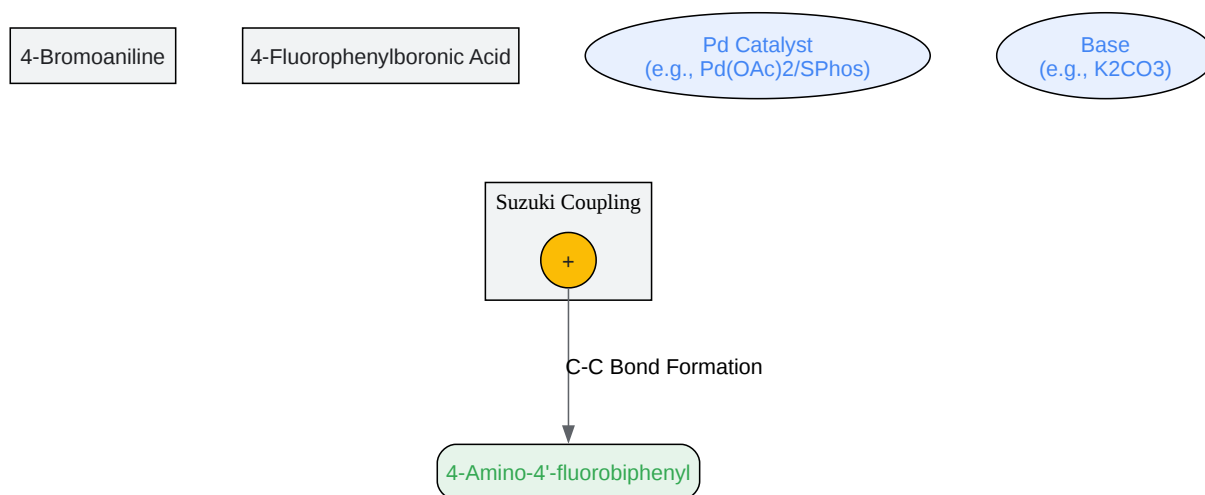 4-Bromoaniline
4-Fluorophenylboronic Acid
Pd Catalyst
(e.g., Pd(OAc)2/SPhos)
Base
(e.g., K2CO3)
Suzuki Coupling
+
C-C Bond Formation
4-Amino-4'-fluorobiphenyl